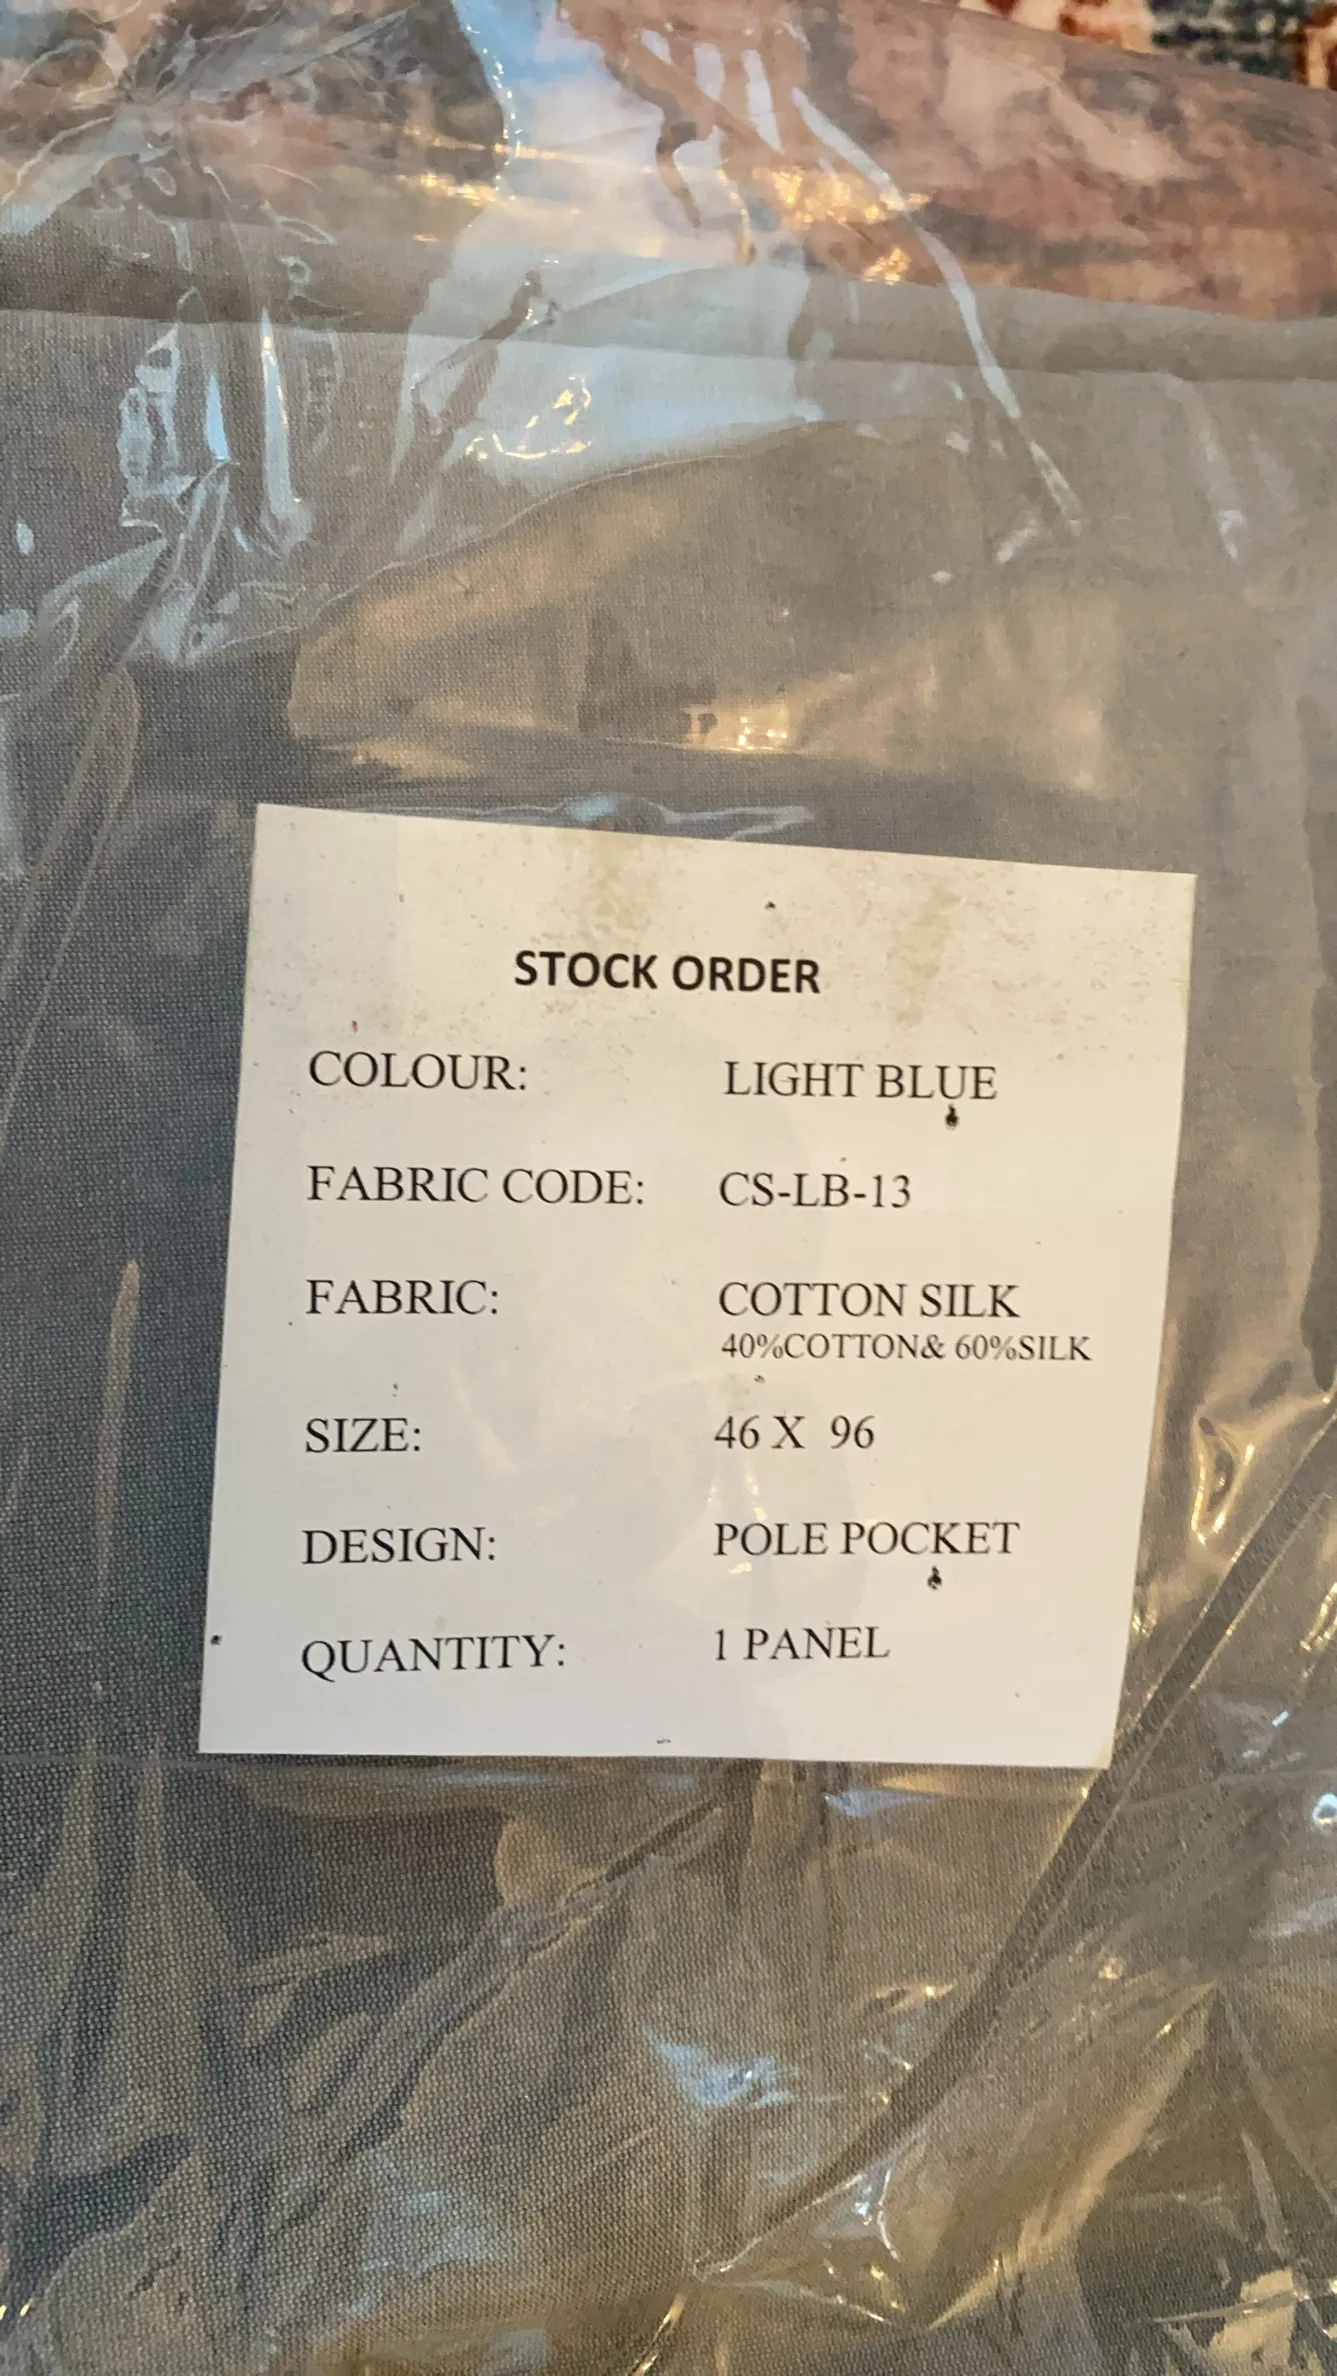 STOCK ORDER
COLOUR: LIGHT BLUE
FABRIC CODE: CS-LB-13
FABRIC: COTTON SILK
40%COTTON& 60%SILK
SIZE: 46 X 96
DESIGN: POLE POCKET
QUANTITY: 1 PANEL